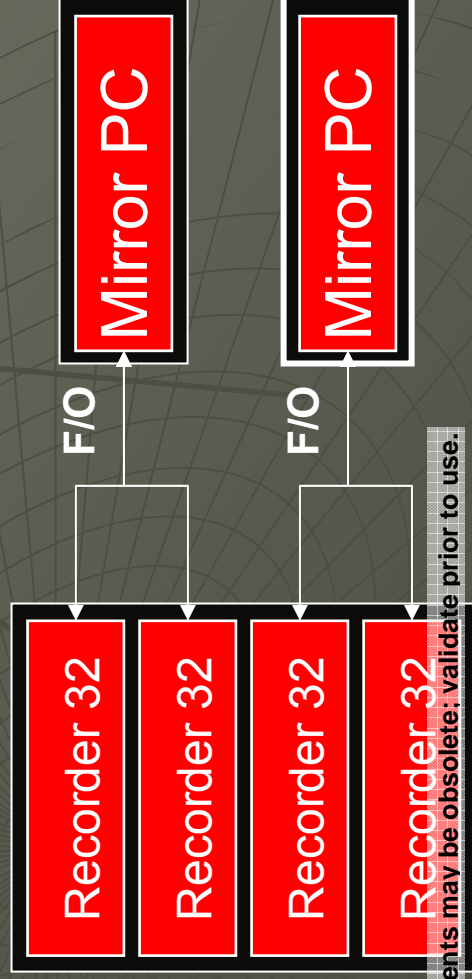 Recorder 32
F/O
Mirror PC
Recorder 32
Recorder 32
F/O
Mirror PC
Recorder 32
ents may be obsolete; validate prior to use.